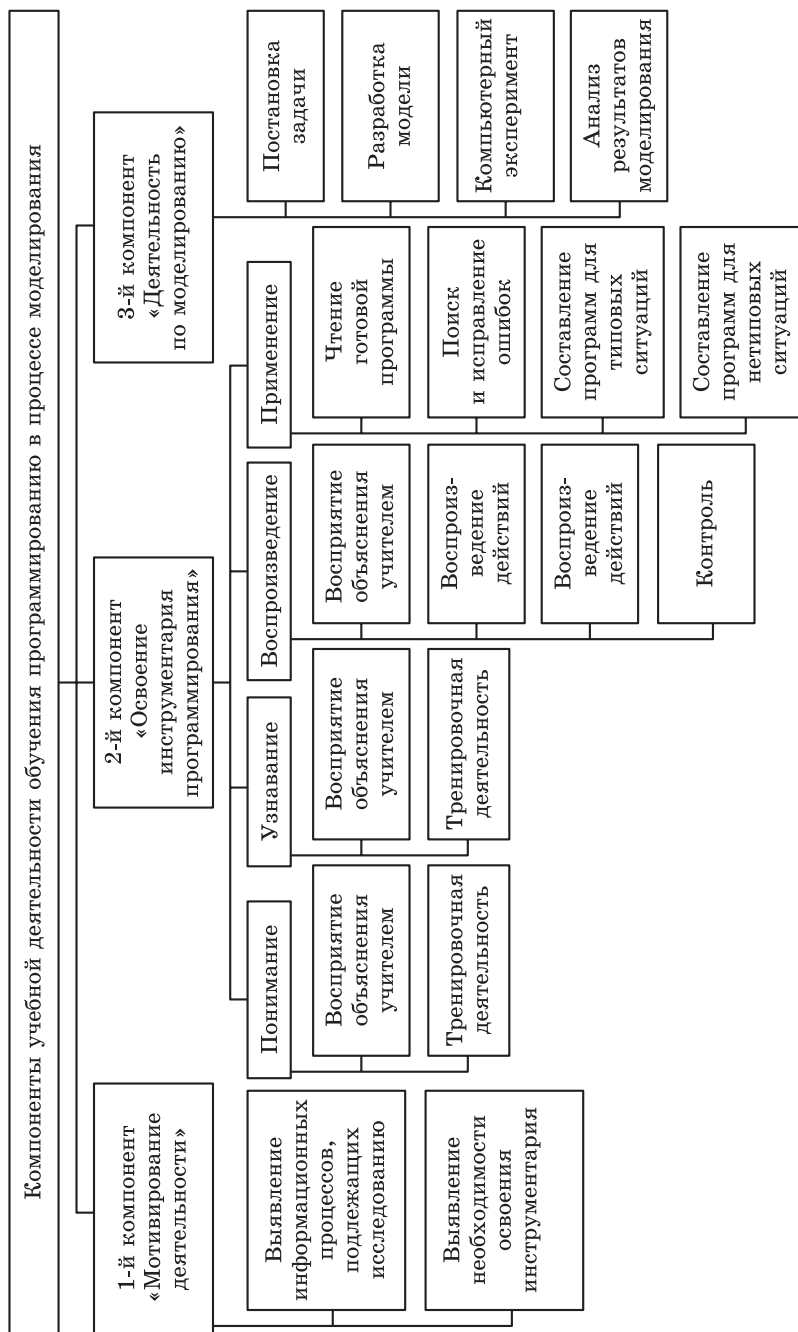 Компоненты учебной деятельности обучения программированию в процессе моделирования
1-й компонент
«Мотивирование
деятельности»
Выявление
информационных
процессов,
подлежащих
исследованию
Выявление
необходимости
освоения
инструментария
2-й компонент
«Освоение
инструментария
программирования»
Понимание
Восприятие
объяснения
учителем
Тренировочная
деятельность
Узнавание
Восприятие
объяснения
учителем
Тренировочная
деятельность
Воспроизведение
Восприятие
объяснения
учителем
Воспроиз-
ведение
действий
Воспроиз-
ведение
действий
Контроль
Применение
Чтение
готовой
программы
Поиск
и исправление
ошибок
Составление
программ для
типовых
ситуаций
Составление
программ для
нетиповых
ситуаций
3-й компонент
«Деятельность
по моделированию»
Постановка
задачи
Разработка
модели
Компьютерный
эксперимент
Анализ
результатов
моделирования